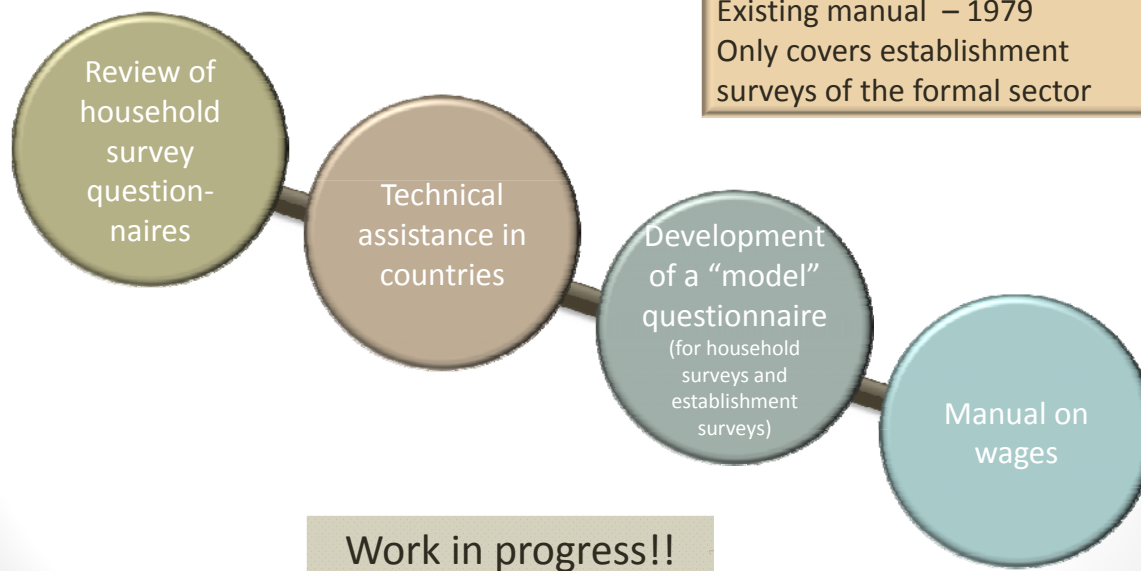 Existing manual – 1979
Only covers establishment
surveys of the formal sector
Review of
household
survey
question-
naires
Technical
assistance in
countries
Development
of a “model”
questionnaire
(for household
surveys and
establishment
surveys)
Manual on
wages
Work in progress!!